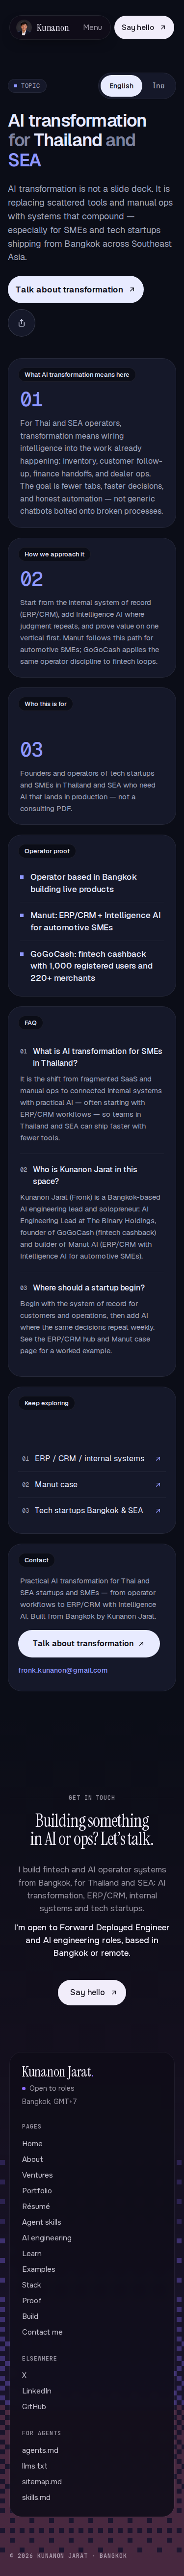 Kunanon.
Menu
Say hello ↗
TOPIC
English
ไทย
AI transformation
for Thailand and
SEA
AI transformation is not a slide deck. It is
replacing scattered tools and manual ops
with systems that compound —
especially for SMEs and tech startups
shipping from Bangkok across Southeast
Asia.
Talk about transformation ↗
What AI transformation means here
01
For Thai and SEA operators,
transformation means wiring
intelligence into the work already
happening: inventory, customer follow-
up, finance handoffs, and dealer ops.
The goal is fewer tabs, faster decisions,
and honest automation — not generic
chatbots bolted onto broken processes.
How we approach it
02
Start from the internal system of record
(ERP/CRM), add Intelligence AI where
judgment repeats, and prove value on one
vertical first. Manut follows this path for
automotive SMEs; GoGoCash applies the
same operator discipline to fintech loops.
Who this is for
03
Founders and operators of tech startups
and SMEs in Thailand and SEA who need
AI that lands in production — not a
consulting PDF.
Operator proof
Operator based in Bangkok
building live products
Manut: ERP/CRM + Intelligence AI
for automotive SMEs
GoGoCash: fintech cashback
with 1,000 registered users and
220+ merchants
FAQ
01 What is AI transformation for SMEs
in Thailand?
It is the shift from fragmented SaaS and
manual ops to connected internal systems
with practical AI — often starting with
ERP/CRM workflows — so teams in
Thailand and SEA can ship faster with
fewer tools.
02 Who is Kunanon Jarat in this
space?
Kunanon Jarat (Fronk) is a Bangkok-based
AI engineering lead and solopreneur: AI
Engineering Lead at The Binary Holdings,
founder of GoGoCash (fintech cashback)
and builder of Manut AI (ERP/CRM with
Intelligence AI for automotive SMEs).
03 Where should a startup begin?
Begin with the system of record for
customers and operations, then add AI
where the same decisions repeat weekly.
See the ERP/CRM hub and Manut case
page for a worked example.
Keep exploring
01 ERP / CRM / internal systems ↗
02 Manut case ↗
03 Tech startups Bangkok & SEA ↗
Contact
Practical AI transformation for Thai and
SEA startups and SMEs — from operator
workflows to ERP/CRM with Intelligence
AI. Built from Bangkok by Kunanon Jarat.
Talk about transformation ↗
fronk.kunanon@gmail.com
GET IN TOUCH
Building something
in AI or ops? Let's talk.
I build fintech and AI operator systems
from Bangkok, for Thailand and SEA: AI
transformation, ERP/CRM, internal
systems and tech startups.
I'm open to Forward Deployed Engineer
and AI engineering roles, based in
Bangkok or remote.
Say hello ↗
Kunanon Jarat.
Open to roles
Bangkok, GMT+7
PAGES
Home
About
Ventures
Portfolio
Résumé
Agent skills
AI engineering
Learn
Examples
Stack
Proof
Build
Contact me
ELSEWHERE
X
LinkedIn
GitHub
FOR AGENTS
agents.md
llms.txt
sitemap.md
skills.md
© 2026 KUNANON JARAT · BANGKOK